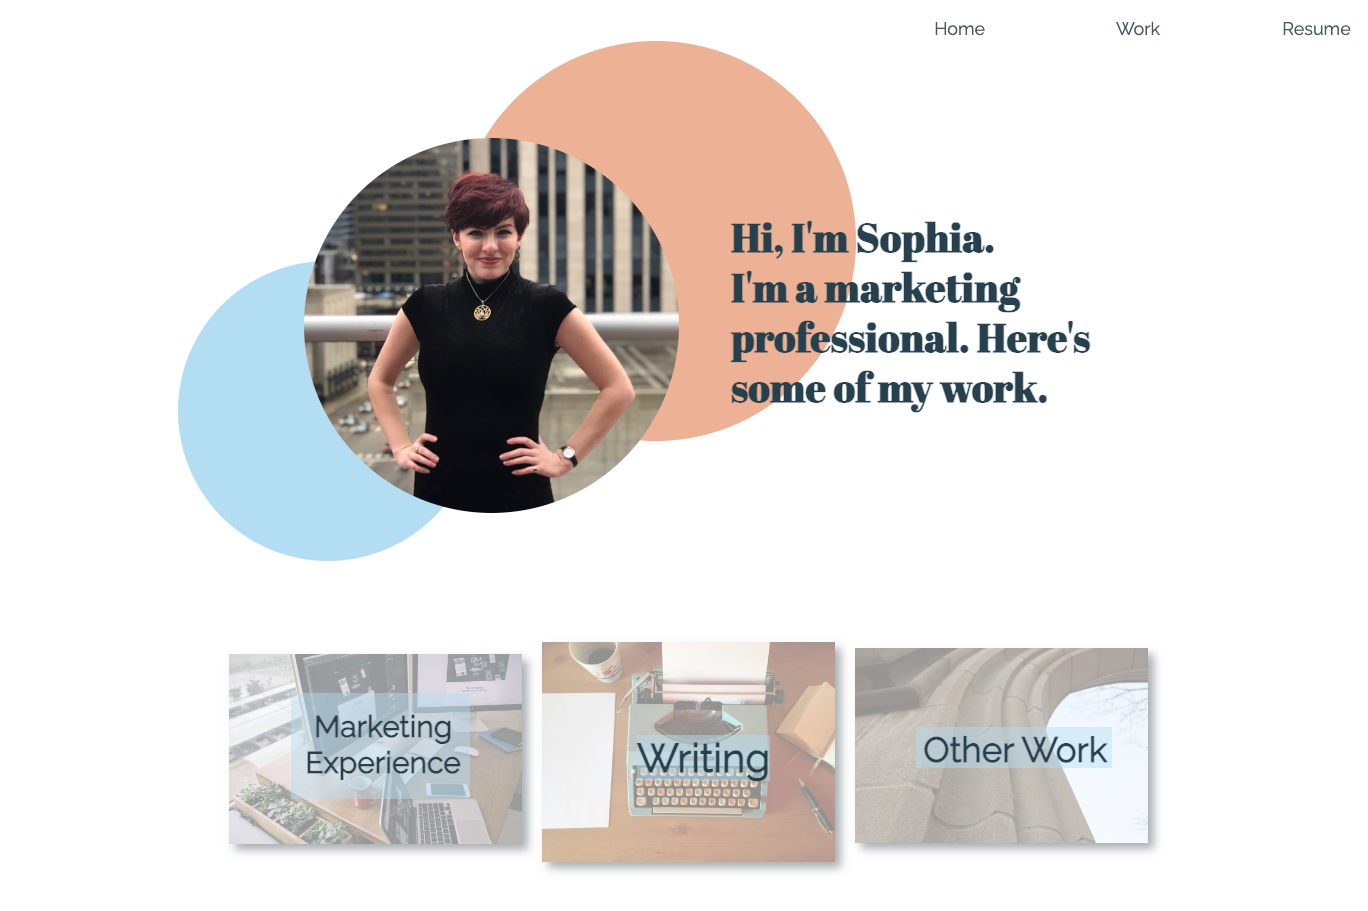 Home Work Resume
Hi, I'm Sophia.
I'm a marketing
professional. Here's
some of my work.
Marketing
Experience
Writing
Other Work